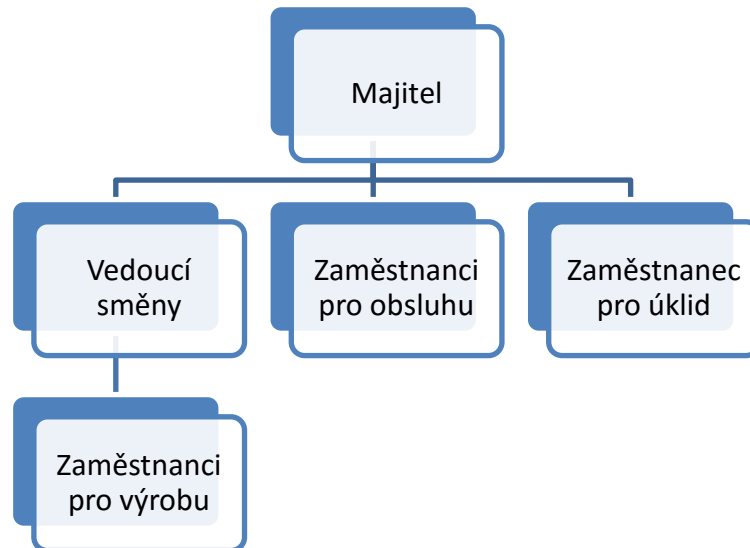 Majitel
Vedoucí
směny
Zaměstnanci
pro obsluhu
Zaměstnanec
pro úklid
Zaměstnanci
pro výrobu